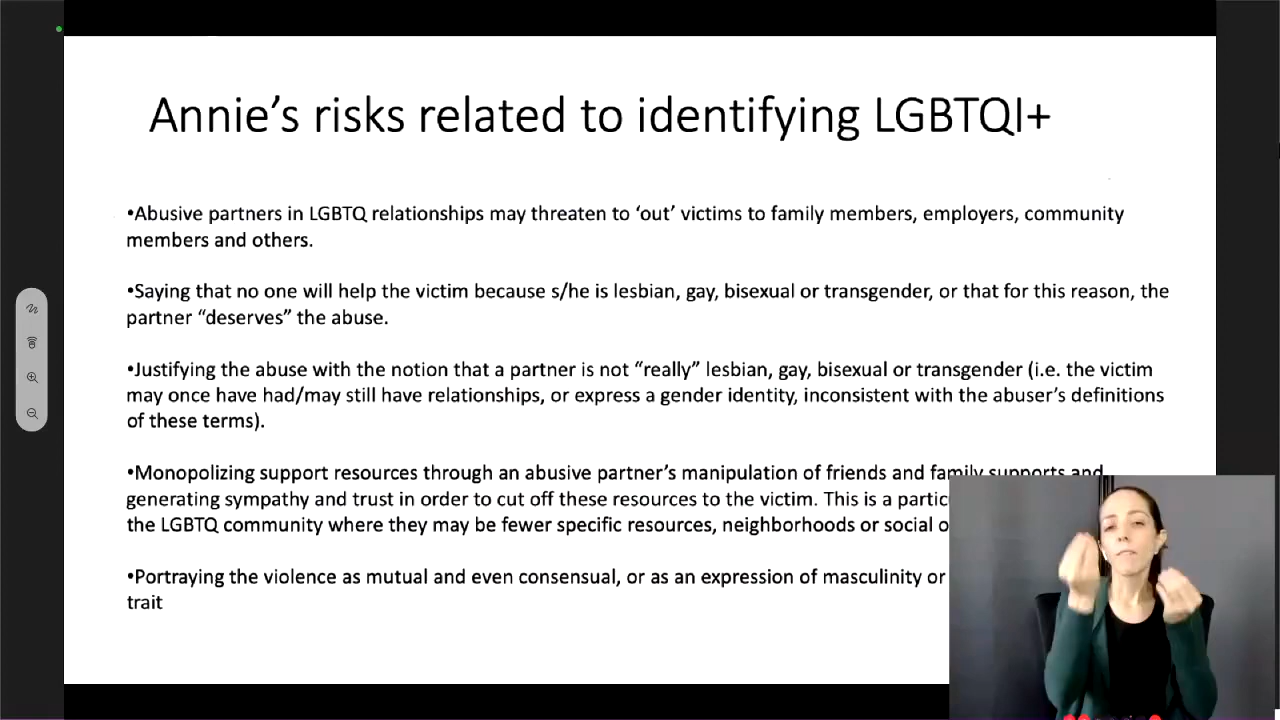 Annie’s risks related to identifying LGBTQI+
•Abusive partners in LGBTQ relationships may threaten to ‘out’ victims to family members, employers, community
members and others.
•Saying that no one will help the victim because s/he is lesbian, gay, bisexual or transgender, or that for this reason, the
partner “deserves” the abuse.
•Justifying the abuse with the notion that a partner is not “really” lesbian, gay, bisexual or transgender (i.e. the victim
may once have had/may still have relationships, or express a gender identity, inconsistent with the abuser’s definitions
of these terms).
•Monopolizing support resources through an abusive partner’s manipulation of friends and family supports and
generating sympathy and trust in order to cut off these resources to the victim. This is a
the LGBTQ community where they may be fewer specific resources, neighborhoods or social
•Portraying the violence as mutual and even consensual, or as an expression of masculinity or
trait